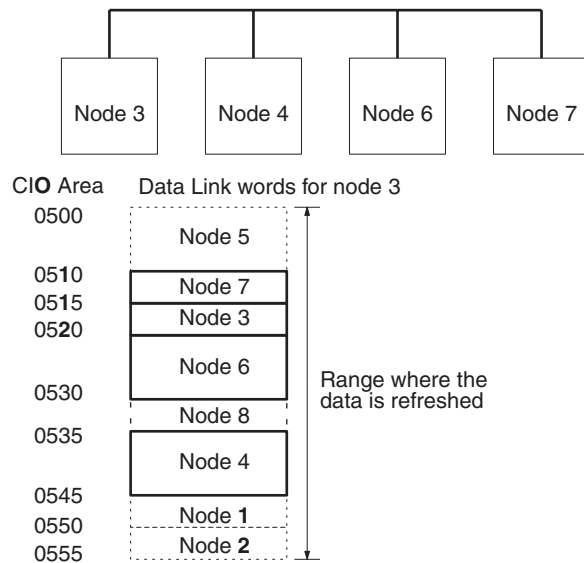 Node 3 Node 4 Node 6 Node 7
CIO Area Data Link words for node 3
0500
Node 5
0510
Node 7
0515
Node 3
0520
Node 6
Range where the
data is refreshed
0530
Node 8
0535
Node 4
0545
Node 1
0550
Node 2
0555